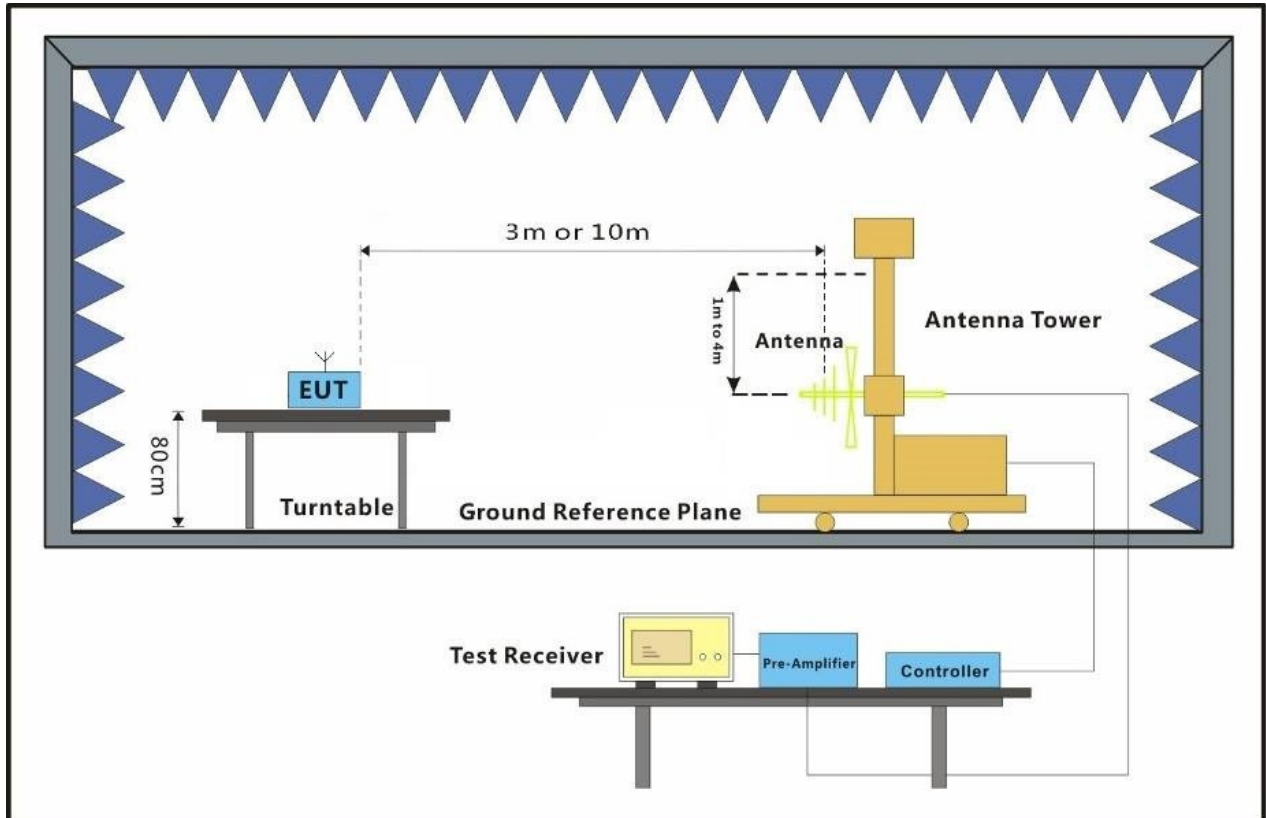 3m or 10m
1m to 4m
Antenna
Antenna Tower
EUT
80cm
Turntable
Ground Reference Plane
Test Receiver
Pre-Amplifier
Controller